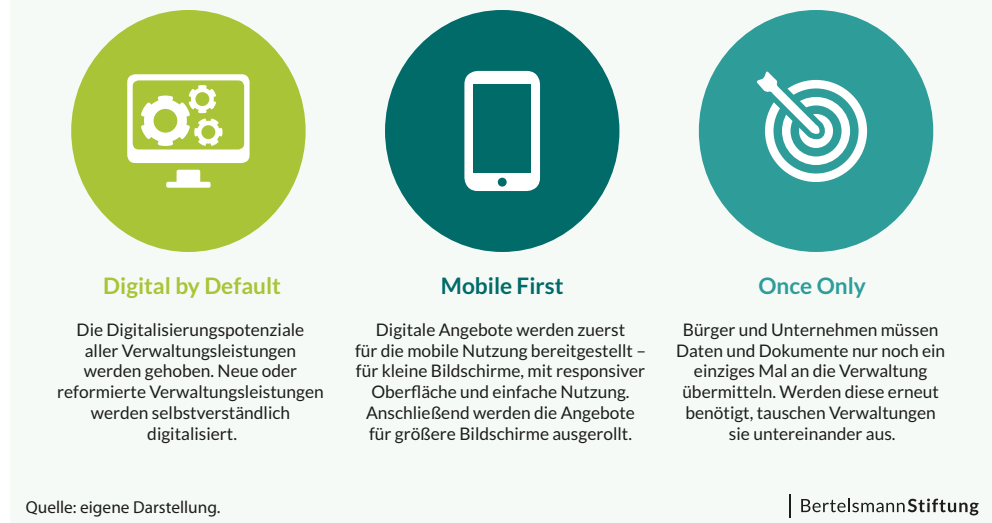 Digital by Default
Die Digitalisierungspotenziale
aller Verwaltungsleistungen
werden gehoben. Neue oder
reformierte Verwaltungsleistungen
werden selbstverständlich
digitalisiert.
Mobile First
Digitale Angebote werden zuerst
für die mobile Nutzung bereitgestellt –
für kleine Bildschirme, mit responsiver
Oberfläche und einfache Nutzung.
Anschließend werden die Angebote
für größere Bildschirme ausgerollt.
Once Only
Bürger und Unternehmen müssen
Daten und Dokumente nur noch ein
einziges Mal an die Verwaltung
übermitteln. Werden diese erneut
benötigt, tauschen Verwaltungen
sie untereinander aus.
Quelle: eigene Darstellung.
BertelsmannStiftung